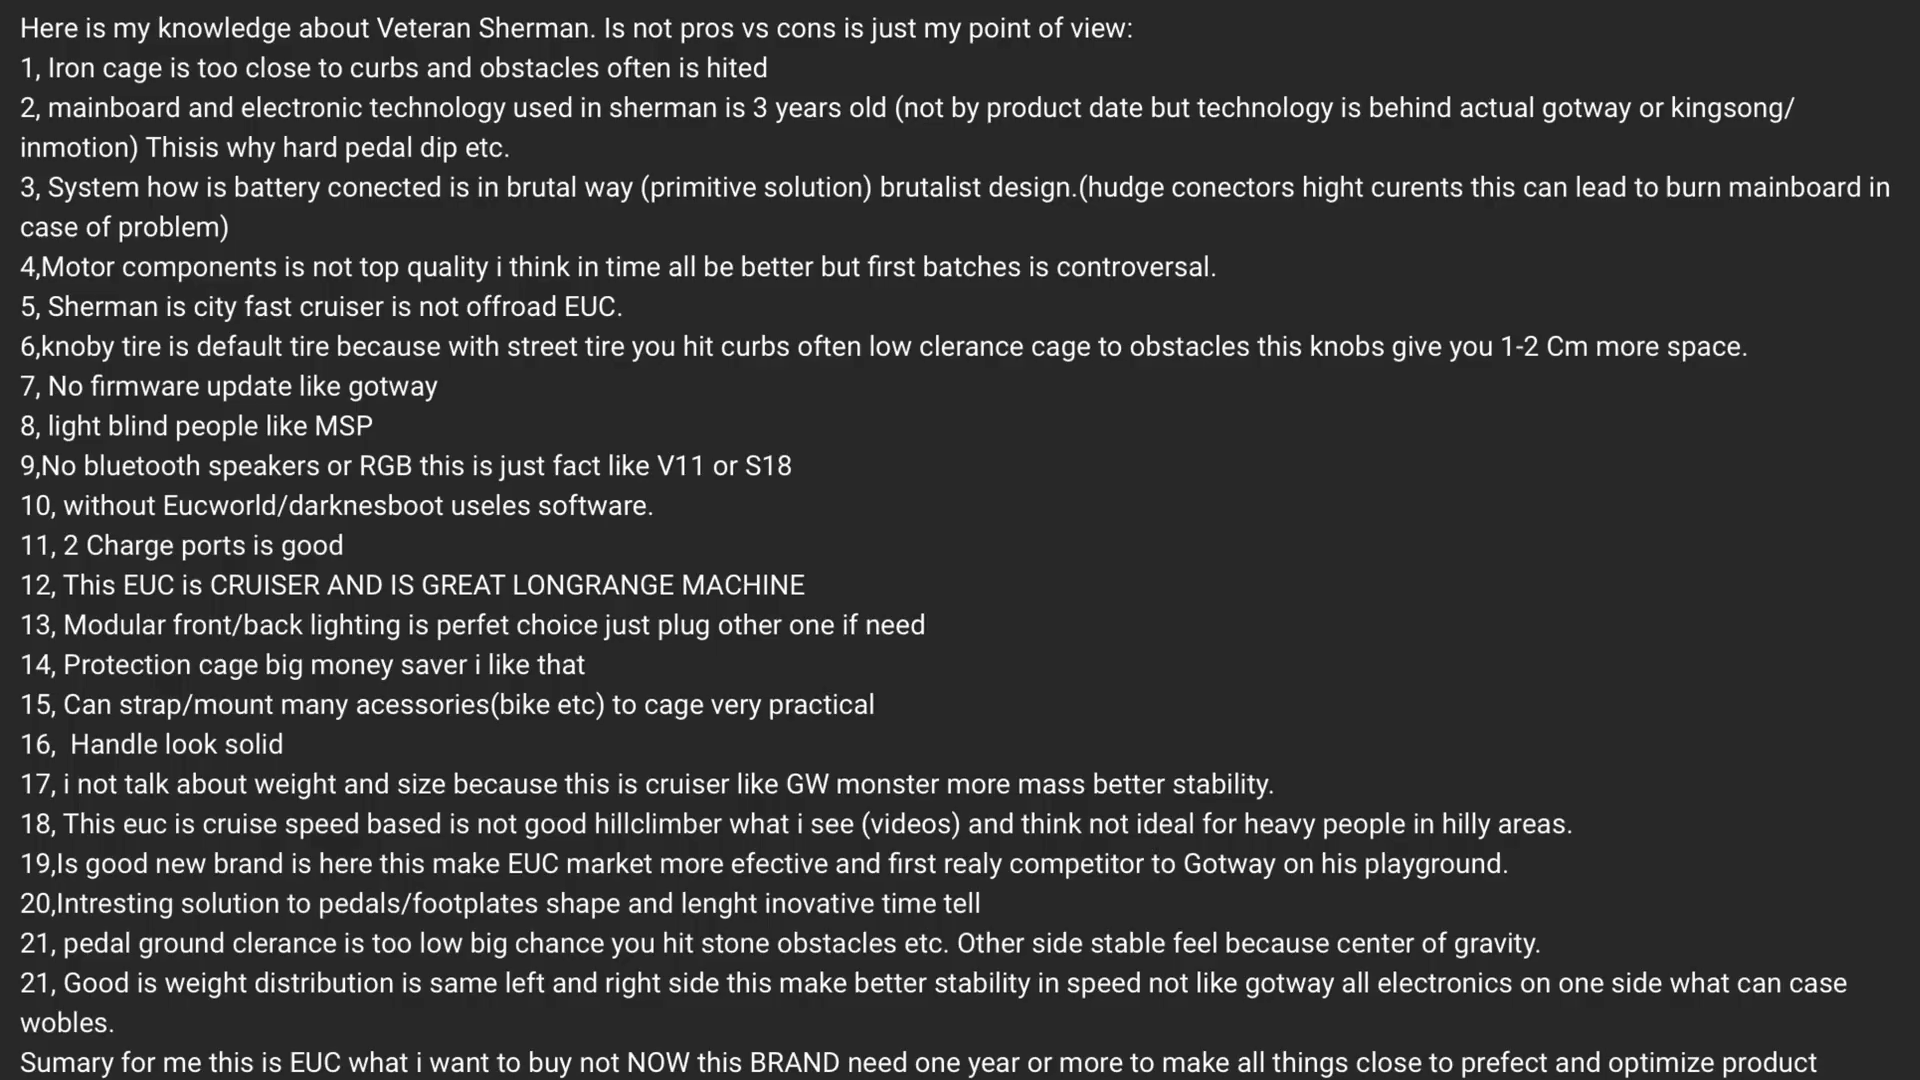 Here is my knowledge about Veteran Sherman. Is not pros vs cons is just my point of view:
1, Iron cage is too close to curbs and obstacles often is hited
2, mainboard and electronic technology used in sherman is 3 years old (not by product date but technology is behind actual gotway or kingsong/
inmotion) Thisis why hard pedal dip etc.
3, System how is battery conected is in brutal way (primitive solution) brutalist design.(hudge conectors hight curents this can lead to burn mainboard in
case of problem)
4,Motor components is not top quality i think in time all be better but first batches is controversal.
5, Sherman is city fast cruiser is not offroad EUC.
6,knoby tire is default tire because with street tire you hit curbs often low clerance cage to obstacles this knobs give you 1-2 Cm more space.
7, No firmware update like gotway
8, light blind people like MSP
9,No bluetooth speakers or RGB this is just fact like V11 or S18
10, without Eucworld/darknesboot useles software.
11, 2 Charge ports is good
12, This EUC is CRUISER AND IS GREAT LONGRANGE MACHINE
13, Modular front/back lighting is perfet choice just plug other one if need
14, Protection cage big money saver i like that
15, Can strap/mount many acessories(bike etc) to cage very practical
16,  Handle look solid
17, i not talk about weight and size because this is cruiser like GW monster more mass better stability.
18, This euc is cruise speed based is not good hillclimber what i see (videos) and think not ideal for heavy people in hilly areas.
19,Is good new brand is here this make EUC market more efective and first realy competitor to Gotway on his playground.
20,Intresting solution to pedals/footplates shape and lenght inovative time tell
21, pedal ground clerance is too low big chance you hit stone obstacles etc. Other side stable feel because center of gravity.
21, Good is weight distribution is same left and right side this make better stability in speed not like gotway all electronics on one side what can case
wobles.
Sumary for me this is EUC what i want to buy not NOW this BRAND need one year or more to make all things close to prefect and optimize product